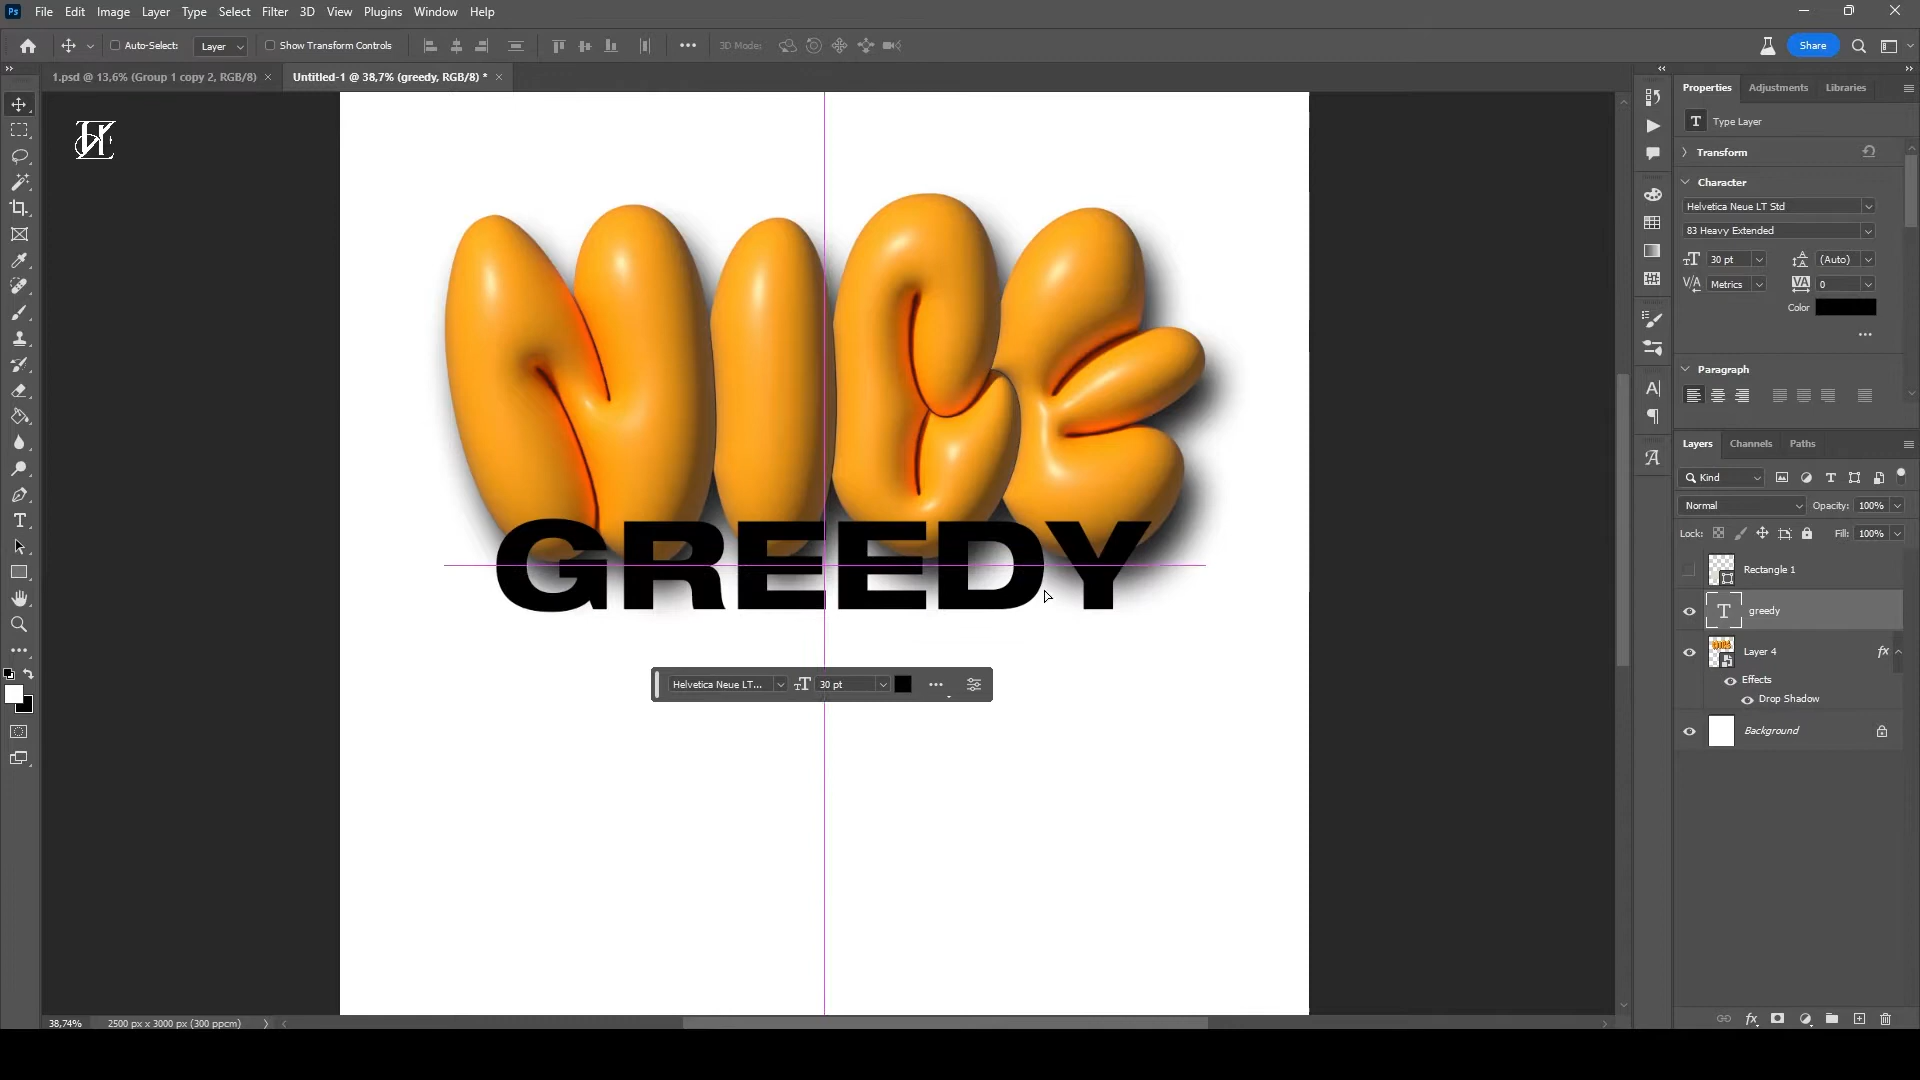 Ps File Edit Image Layer Type Select Filter 3D View Plugins Window Help
Auto-Select: Layer Show Transform Controls 3D Mode: Share
1.psd @ 13,6% (Group 1 copy 2, RGB/8) × Untitled-1 @ 38,7% (greedy, RGB/8) * ×
Properties Adjustments Libraries
T Type Layer
Transform
Character
Helvetica Neue LT Std
83 Heavy Extended
30 pt (Auto)
Metrics 0
Color
Paragraph
NICE
GREEDY
Helvetica Neue LT... 30 pt
Layers Channels Paths
Kind
Normal Opacity: 100%
Lock: Fill: 100%
Rectangle 1
greedy
Layer 4 fx
Effects
Drop Shadow
Background
38,74% 2500 px x 3000 px (300 ppcm)